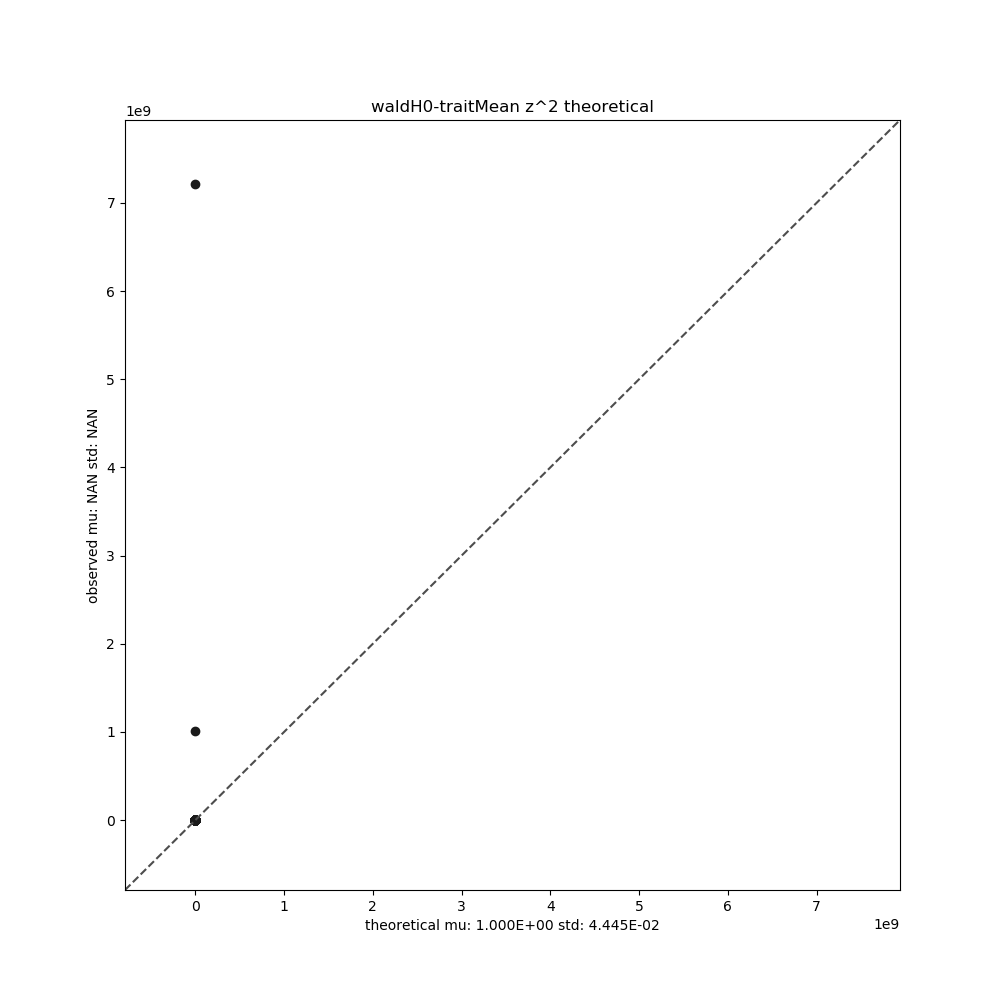 waldH0-traitMean z^2 theoretical
1e9
7
6
5
4
3
2
1
0
observed mu: NAN std: NAN
0 1 2 3 4 5 6 7
theoretical mu: 1.000E+00 std: 4.445E-02
1e9